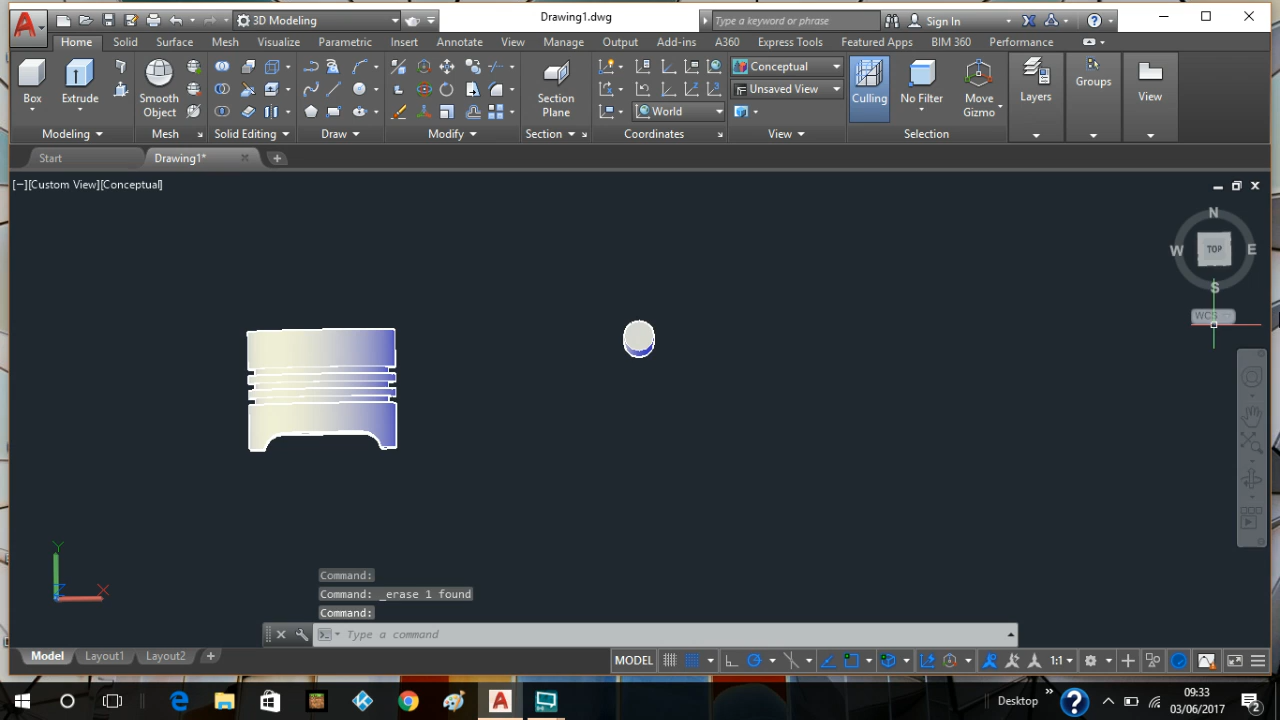 3D Modeling
Drawing1.dwg
Type a keyword or phrase
Sign In
Home Solid Surface Mesh Visualize Parametric Insert Annotate View Manage Output Add-ins A360 Express Tools Featured Apps BIM 360 Performance
Box
Extrude
Smooth
Object
Section
Plane
World
Conceptual
Unsaved View
Culling
No Filter
Move
Gizmo
Layers
Groups
View
Modeling Mesh Solid Editing Draw Modify Section Coordinates View Selection
Start
Drawing1*
[−][Custom View][Conceptual]
N
W
TOP
E
S
WCS
Y
X
Z
Command:
Command: _erase 1 found
Command:
Type a command
Model Layout1 Layout2
MODEL
1:1
Desktop
09:33
03/06/2017
2